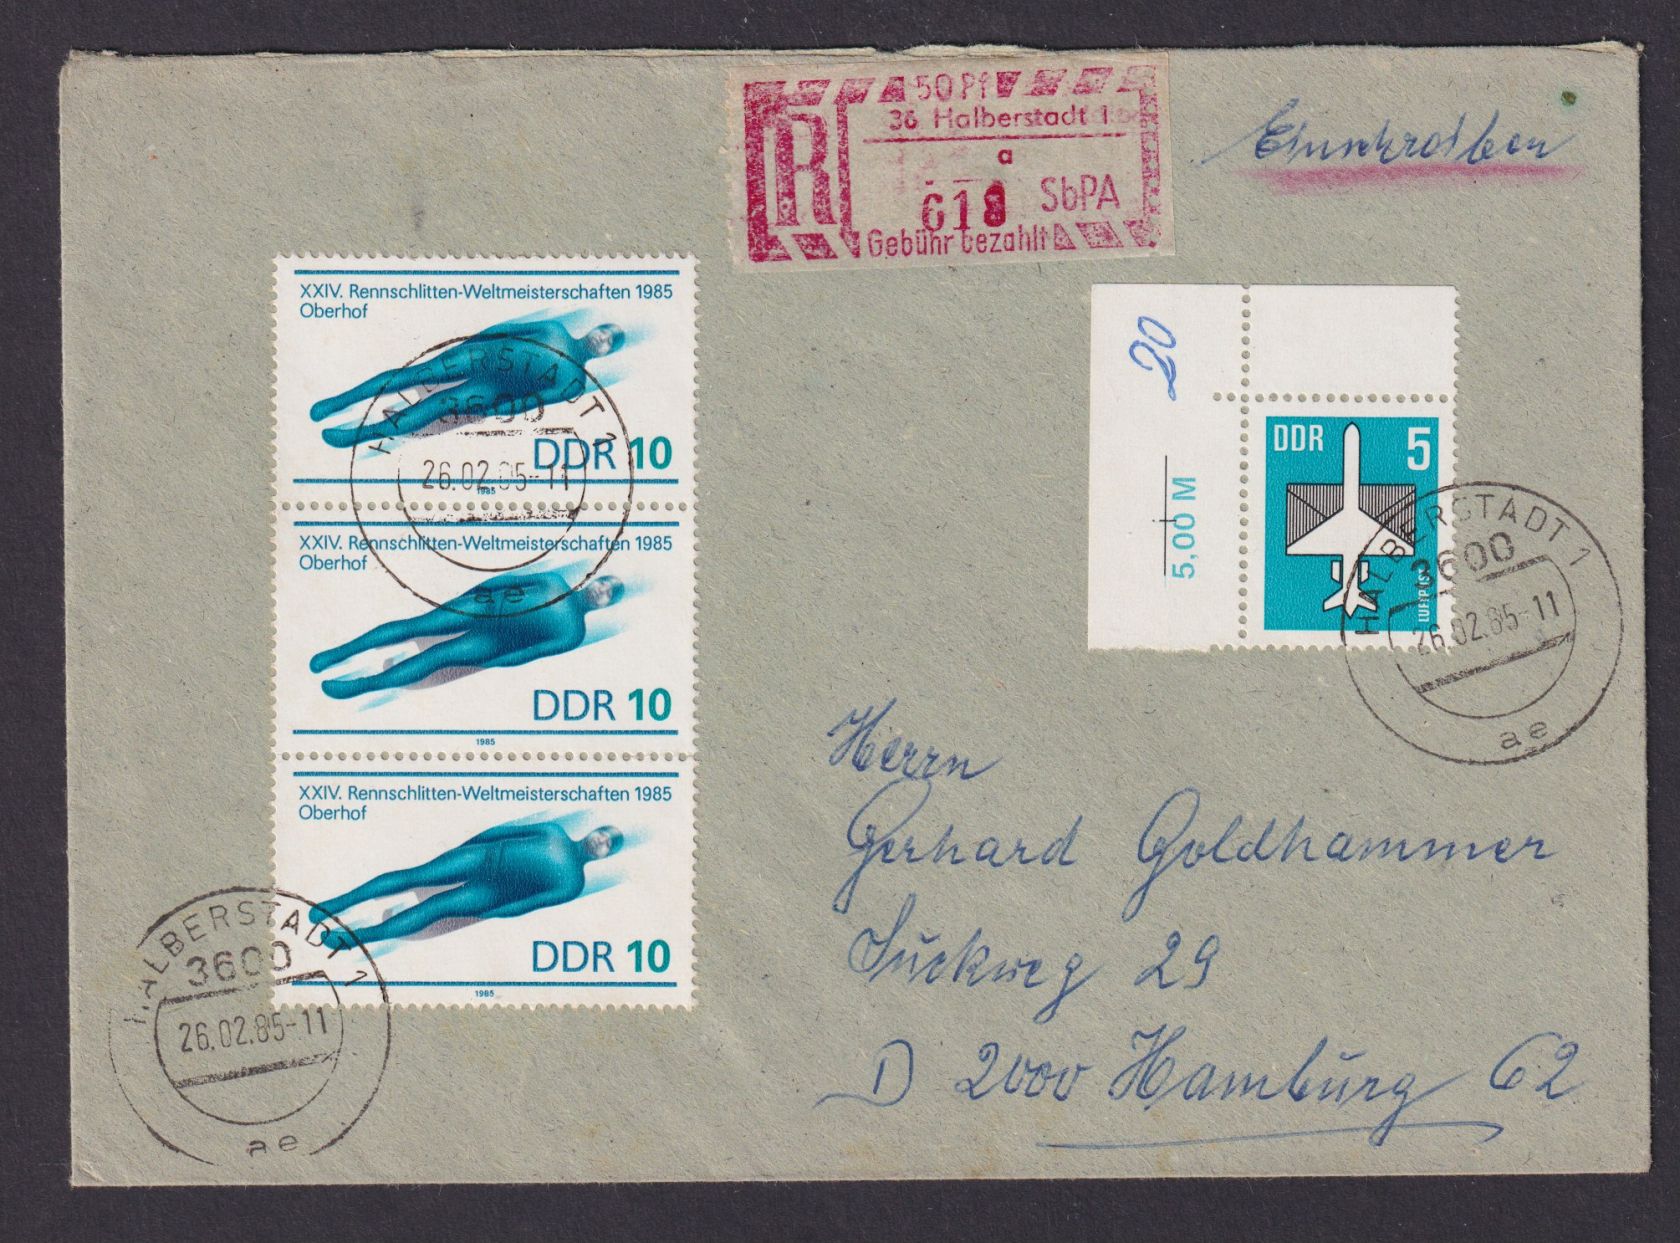 50 Pf
36 Halberstadt 1
a
R
618 SbPA
Gebühr bezahlt
Einschreiben
XXIV. Rennschlitten-Weltmeisterschaften 1985
Oberhof
DDR 10
1985
XXIV. Rennschlitten-Weltmeisterschaften 1985
Oberhof
DDR 10
1985
XXIV. Rennschlitten-Weltmeisterschaften 1985
Oberhof
DDR 10
1985
HALBERSTADT 1
3600
26.02.85-11
ae
20
5,00 M
DDR 5
LUFTPOST
HALBERSTADT 1
3600
26.02.85-11
ae
Herrn
Gerhard Goldhammer
Suckweg 29
D 2000 Hamburg 62
HALBERSTADT 1
3600
26.02.85-11
ae